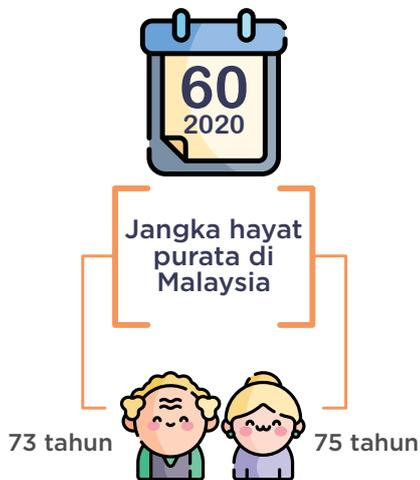 60
2020
Jangka hayat
purata di
Malaysia
73 tahun
75 tahun